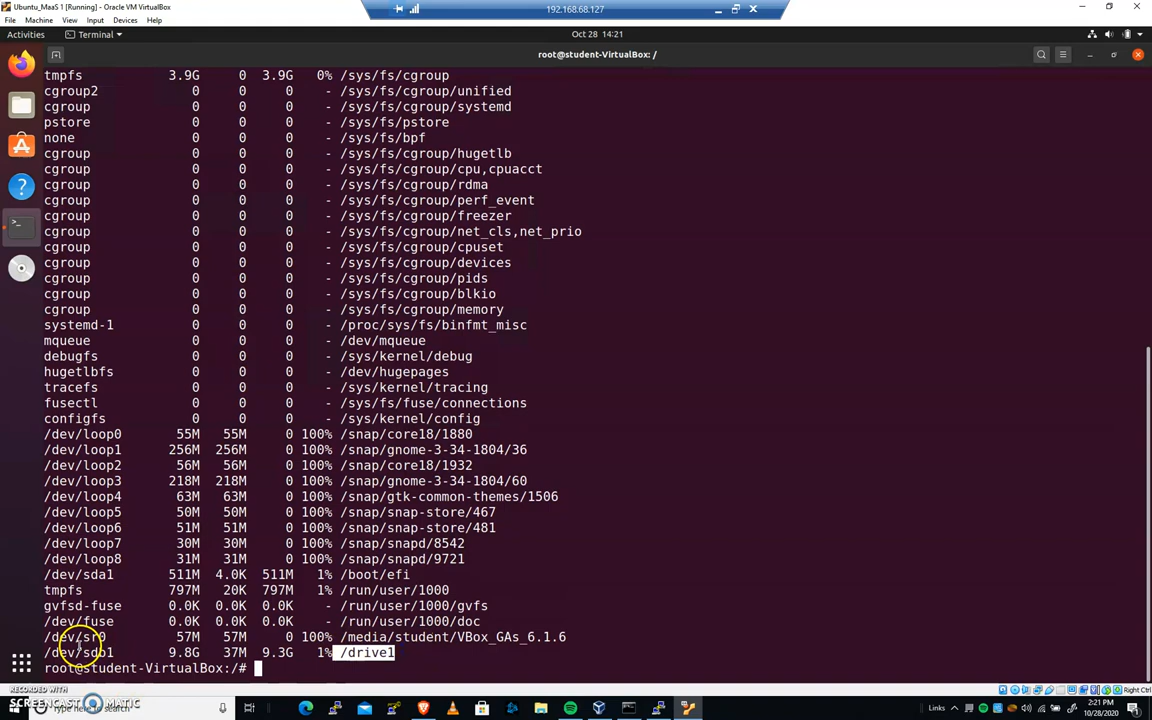 Ubuntu_MaaS 1 [Running] - Oracle VM VirtualBox
192.168.68.127
File Machine View Input Devices Help
Activities Terminal Oct 28 14:21
root@student-VirtualBox: /
tmpfs 3.9G 0 3.9G 0% /sys/fs/cgroup
cgroup2 0 0 0 - /sys/fs/cgroup/unified
cgroup 0 0 0 - /sys/fs/cgroup/systemd
pstore 0 0 0 - /sys/fs/pstore
none 0 0 0 - /sys/fs/bpf
cgroup 0 0 0 - /sys/fs/cgroup/hugetlb
cgroup 0 0 0 - /sys/fs/cgroup/cpu,cpuacct
cgroup 0 0 0 - /sys/fs/cgroup/rdma
cgroup 0 0 0 - /sys/fs/cgroup/perf_event
cgroup 0 0 0 - /sys/fs/cgroup/freezer
cgroup 0 0 0 - /sys/fs/cgroup/net_cls,net_prio
cgroup 0 0 0 - /sys/fs/cgroup/cpuset
cgroup 0 0 0 - /sys/fs/cgroup/devices
cgroup 0 0 0 - /sys/fs/cgroup/pids
cgroup 0 0 0 - /sys/fs/cgroup/blkio
cgroup 0 0 0 - /sys/fs/cgroup/memory
systemd-1 0 0 0 - /proc/sys/fs/binfmt_misc
mqueue 0 0 0 - /dev/mqueue
debugfs 0 0 0 - /sys/kernel/debug
hugetlbfs 0 0 0 - /dev/hugepages
tracefs 0 0 0 - /sys/kernel/tracing
fusectl 0 0 0 - /sys/fs/fuse/connections
configfs 0 0 0 - /sys/kernel/config
/dev/loop0 55M 55M 0 100% /snap/core18/1880
/dev/loop1 256M 256M 0 100% /snap/gnome-3-34-1804/36
/dev/loop2 56M 56M 0 100% /snap/core18/1932
/dev/loop3 218M 218M 0 100% /snap/gnome-3-34-1804/60
/dev/loop4 63M 63M 0 100% /snap/gtk-common-themes/1506
/dev/loop5 50M 50M 0 100% /snap/snap-store/467
/dev/loop6 51M 51M 0 100% /snap/snap-store/481
/dev/loop7 30M 30M 0 100% /snap/snapd/8542
/dev/loop8 31M 31M 0 100% /snap/snapd/9721
/dev/sda1 511M 4.0K 511M 1% /boot/efi
tmpfs 797M 20K 797M 1% /run/user/1000
gvfsd-fuse 0.0K 0.0K 0.0K - /run/user/1000/gvfs
/dev/fuse 0.0K 0.0K 0.0K - /run/user/1000/doc
/dev/sr0 57M 57M 0 100% /media/student/VBox_GAs_6.1.6
/dev/sdb1 9.8G 37M 9.3G 1% /drive1
root@student-VirtualBox:/#
Right Ctrl
RECORDED WITH
SCREENCAST MATIC
Links 2:21 PM
10/28/2020